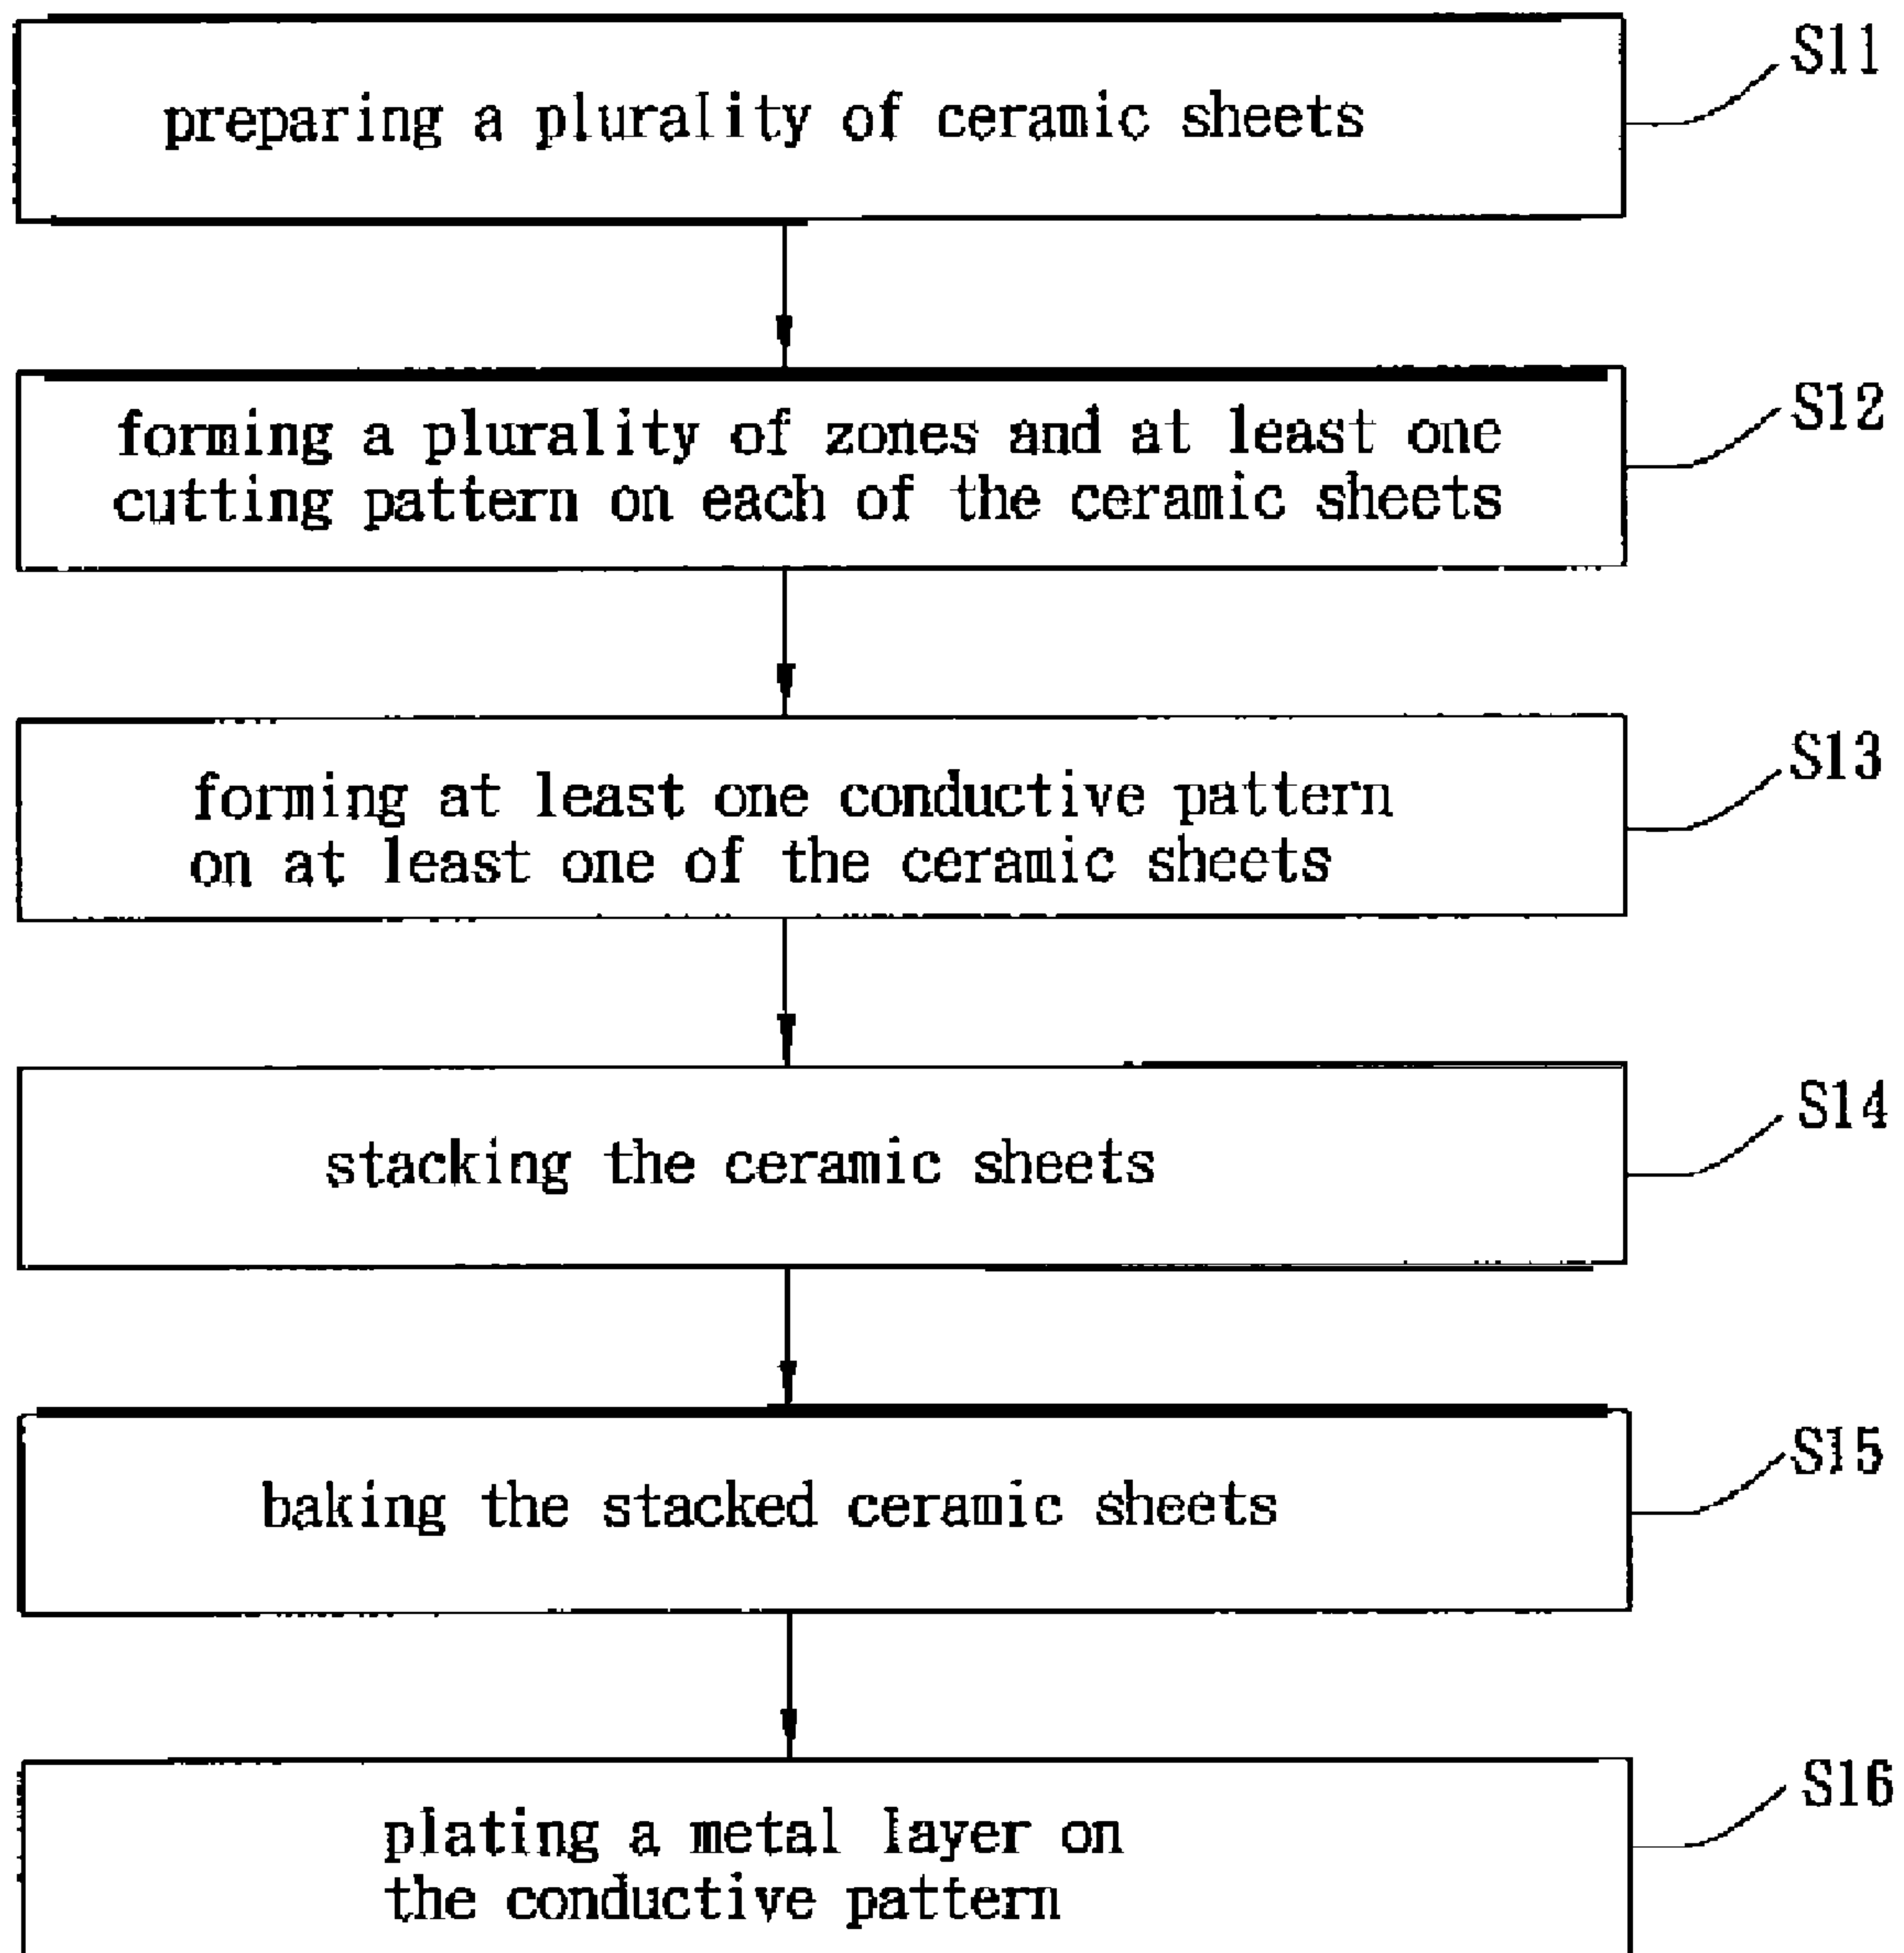 preparing a plurality of ceramic sheets
S11
forming a plurality of zones and at least one
cutting pattern on each of the ceramic sheets
S12
forming at least one conductive pattern
on at least one of the ceramic sheets
S13
stacking the ceramic sheets
S14
baking the stacked ceramic sheets
S15
plating a metal layer on
the conductive pattern
S16